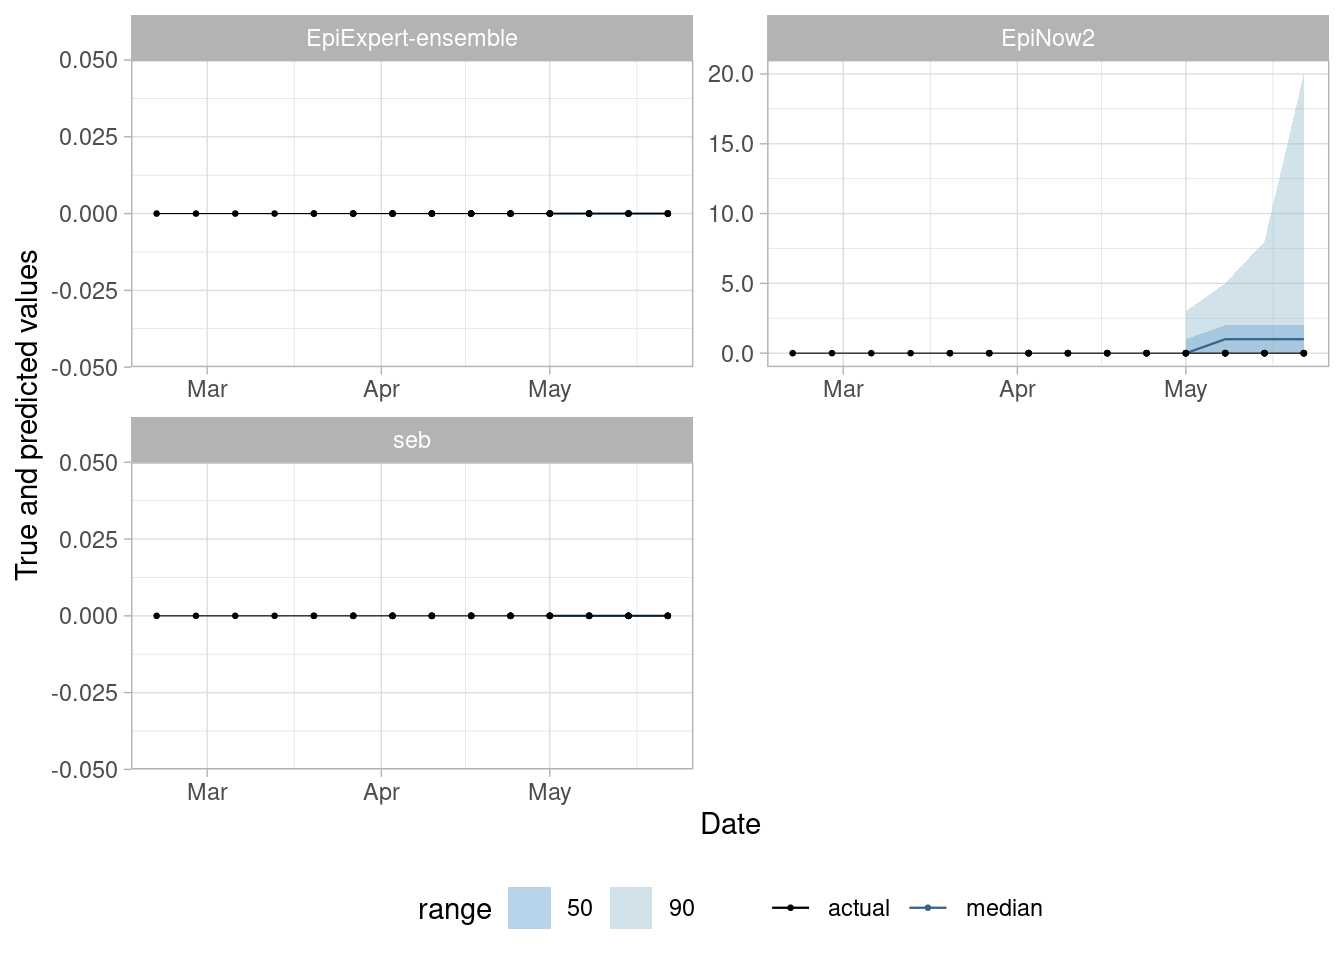 EpiExpert-ensemble
EpiNow2
0.050
0.025
0.000
-0.025
-0.050
Mar Apr May
20.0
15.0
10.0
5.0
0.0
Mar Apr May
True and predicted values
seb
0.050
0.025
0.000
-0.025
-0.050
Mar Apr May
Date
range 50 90 actual median